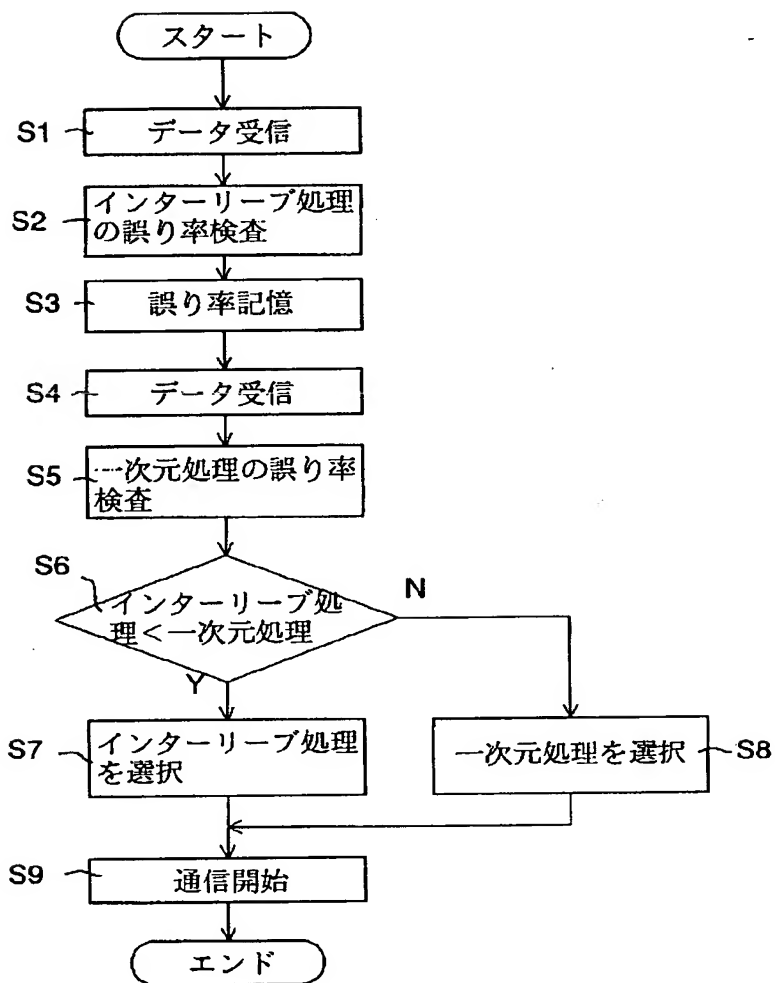 スタート
S1
データ受信
S2
インターリーブ処理
の誤り率検査
S3
誤り率記憶
S4
データ受信
S5
一次元処理の誤り率
検査
S6
インターリーブ処
理<一次元処理
N
Y
S7
インターリーブ処理
を選択
一次元処理を選択
S8
S9
通信開始
エンド